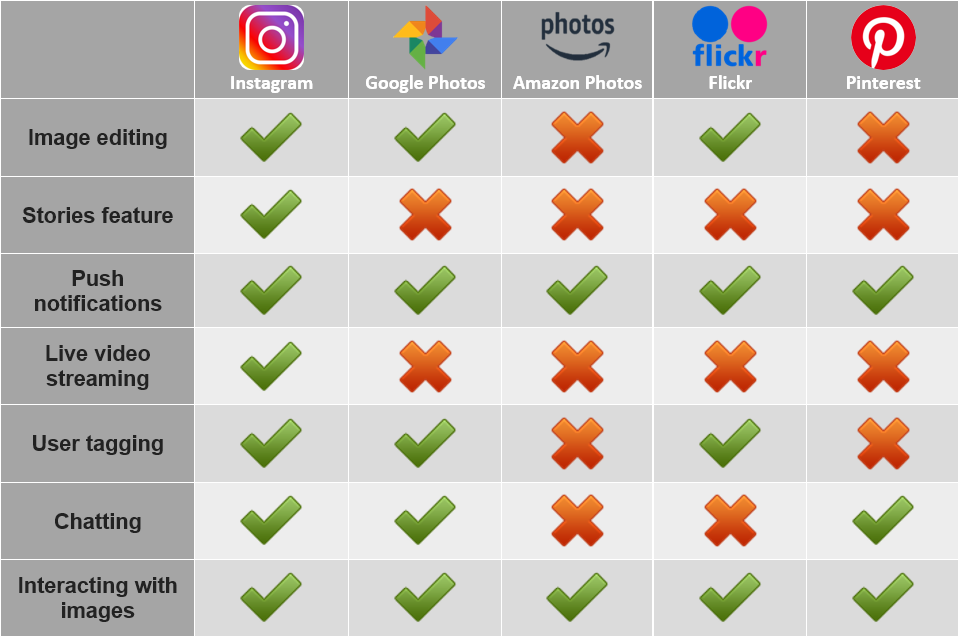 photos
flickr
Instagram
Google Photos
Amazon Photos
Flickr
Pinterest
Image editing
Stories feature
Push
notifications
Live video
streaming
User tagging
Chatting
Interacting with
images